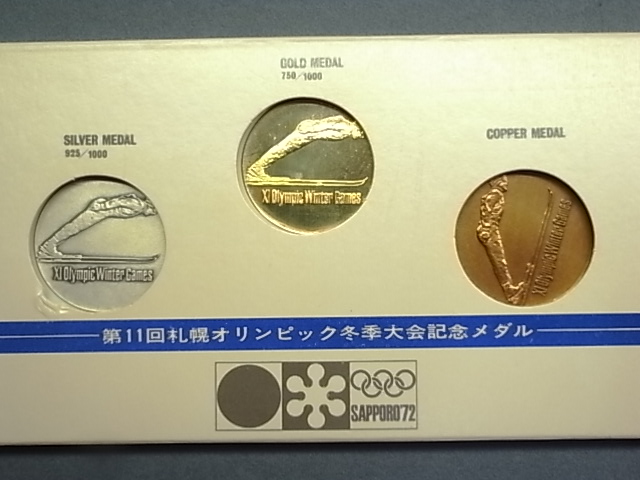 GOLD MEDAL
750/1000
SILVER MEDAL
925/1000
COPPER MEDAL
XI Olympic Winter Games
XI Olympic Winter Games
XI Olympic Winter Games
第11回札幌オリンピック冬季大会記念メダル
SAPPORO'72